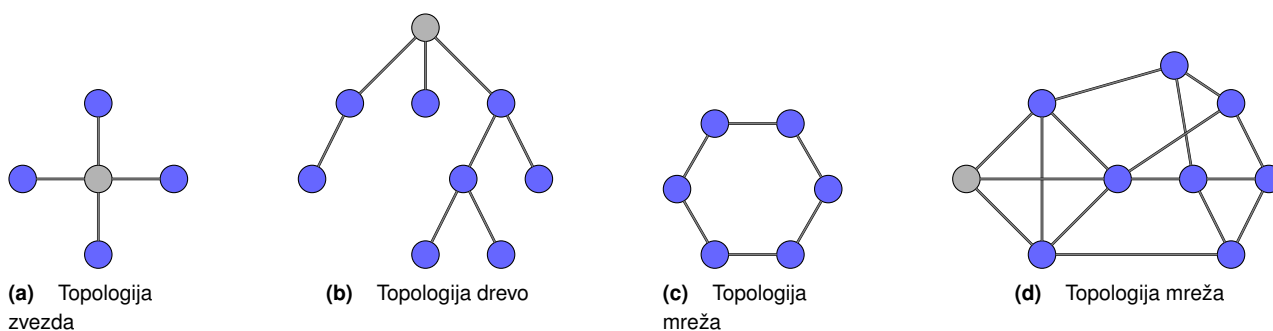 (a) Topologija
zvezda
(b) Topologija drevo
(c) Topologija
mreža
(d) Topologija mreža